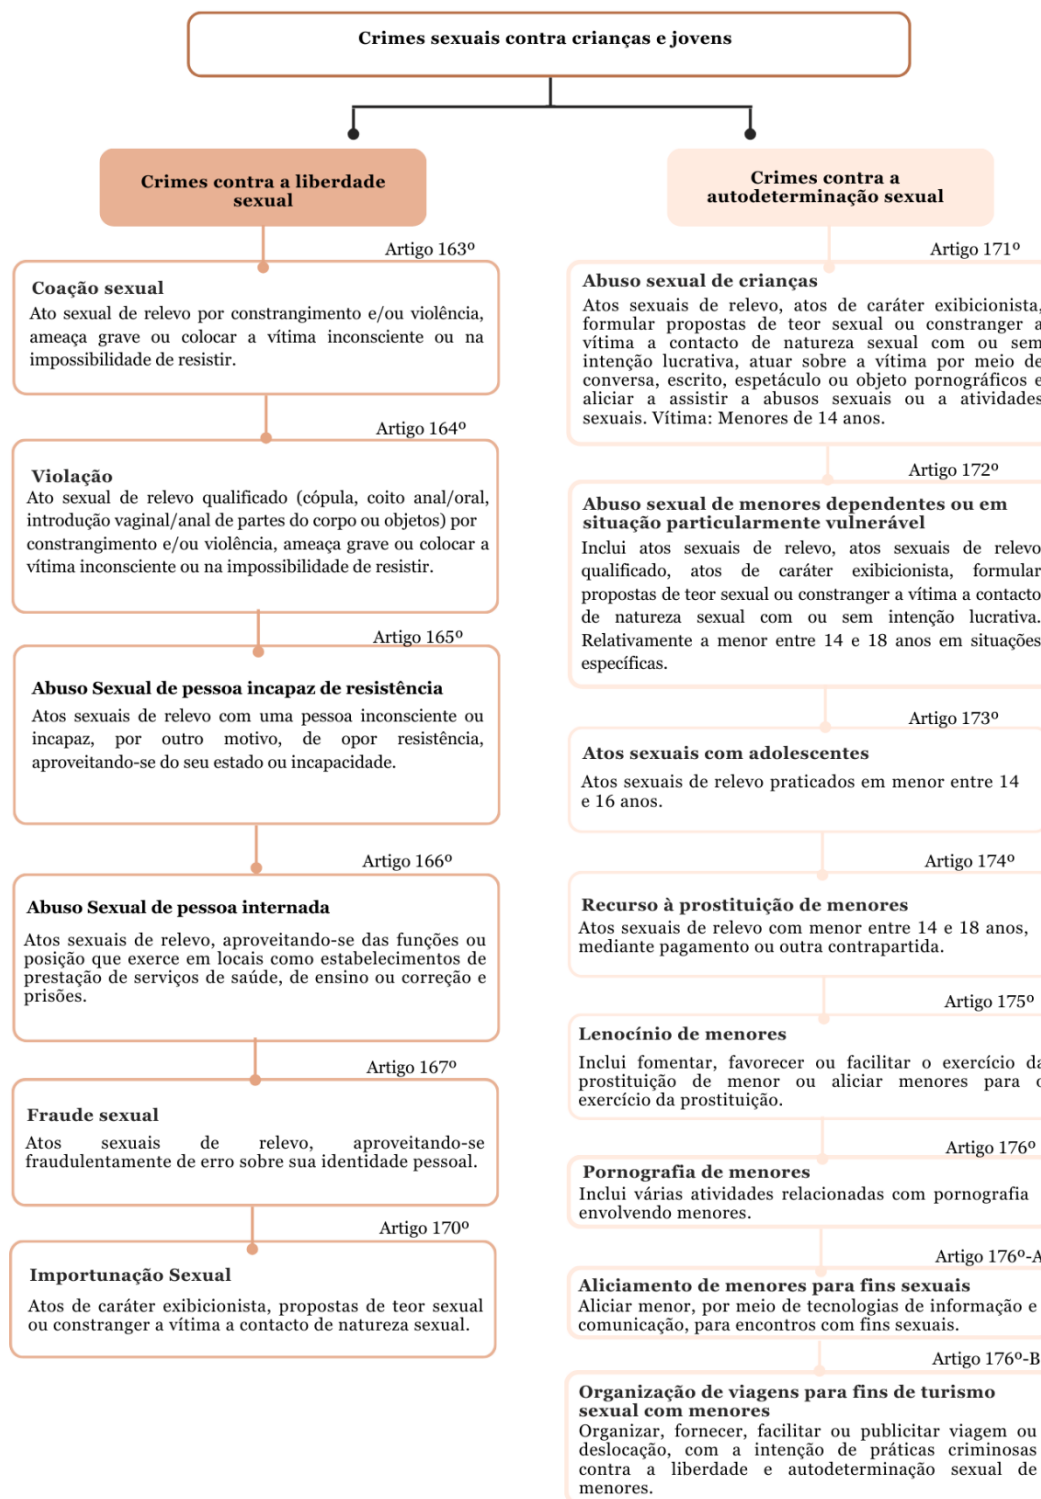 Crimes sexuais contra crianças e jovens
Crimes contra a liberdade
sexual
Artigo 163º
Coação sexual
Ato sexual de relevo por constrangimento e/ou violência,
ameaça grave ou colocar a vítima inconsciente ou na
impossibilidade de resistir.
Artigo 164º
Violação
Ato sexual de relevo qualificado (cópula, coito anal/oral,
introdução vaginal/anal de partes do corpo ou objetos) por
constrangimento e/ou violência, ameaça grave ou colocar a
vítima inconsciente ou na impossibilidade de resistir.
Artigo 165º
Abuso Sexual de pessoa incapaz de resistência
Atos sexuais de relevo com uma pessoa inconsciente ou
incapaz, por outro motivo, de opor resistência,
aproveitando-se do seu estado ou incapacidade.
Artigo 166º
Abuso Sexual de pessoa internada
Atos sexuais de relevo, aproveitando-se das funções ou
posição que exerce em locais como estabelecimentos de
prestação de serviços de saúde, de ensino ou correção e
prisões.
Artigo 167º
Fraude sexual
Atos sexuais de relevo, aproveitando-se
fraudulentamente de erro sobre sua identidade pessoal.
Artigo 170º
Importunação Sexual
Atos de caráter exibicionista, propostas de teor sexual
ou constranger a vítima a contacto de natureza sexual.
Crimes contra a
autodeterminação sexual
Artigo 171º
Abuso sexual de crianças
Atos sexuais de relevo, atos de caráter exibicionista,
formular propostas de teor sexual ou constranger a
vítima a contacto de natureza sexual com ou sem
intenção lucrativa, atuar sobre a vítima por meio de
conversa, escrito, espetáculo ou objeto pornográficos e
aliciar a assistir a abusos sexuais ou a atividades
sexuais. Vítima: Menores de 14 anos.
Artigo 172º
Abuso sexual de menores dependentes ou em
situação particularmente vulnerável
Inclui atos sexuais de relevo, atos sexuais de relevo
qualificado, atos de caráter exibicionista, formular
propostas de teor sexual ou constranger a vítima a contacto
de natureza sexual com ou sem intenção lucrativa.
Relativamente a menor entre 14 e 18 anos em situações
específicas.
Artigo 173º
Atos sexuais com adolescentes
Atos sexuais de relevo praticados em menor entre 14
e 16 anos.
Artigo 174º
Recurso à prostituição de menores
Atos sexuais de relevo com menor entre 14 e 18 anos,
mediante pagamento ou outra contrapartida.
Artigo 175º
Lenocínio de menores
Inclui fomentar, favorecer ou facilitar o exercício da
prostituição de menor ou aliciar menores para o
exercício da prostituição.
Artigo 176º
Pornografia de menores
Inclui várias atividades relacionadas com pornografia
envolvendo menores.
Artigo 176º-A
Aliciamento de menores para fins sexuais
Aliciar menor, por meio de tecnologias de informação e
comunicação, para encontros com fins sexuais.
Artigo 176º-B
Organização de viagens para fins de turismo
sexual com menores
Organizar, fornecer, facilitar ou publicitar viagem ou
deslocação, com a intenção de práticas criminosas
contra a liberdade e autodeterminação sexual de
menores.